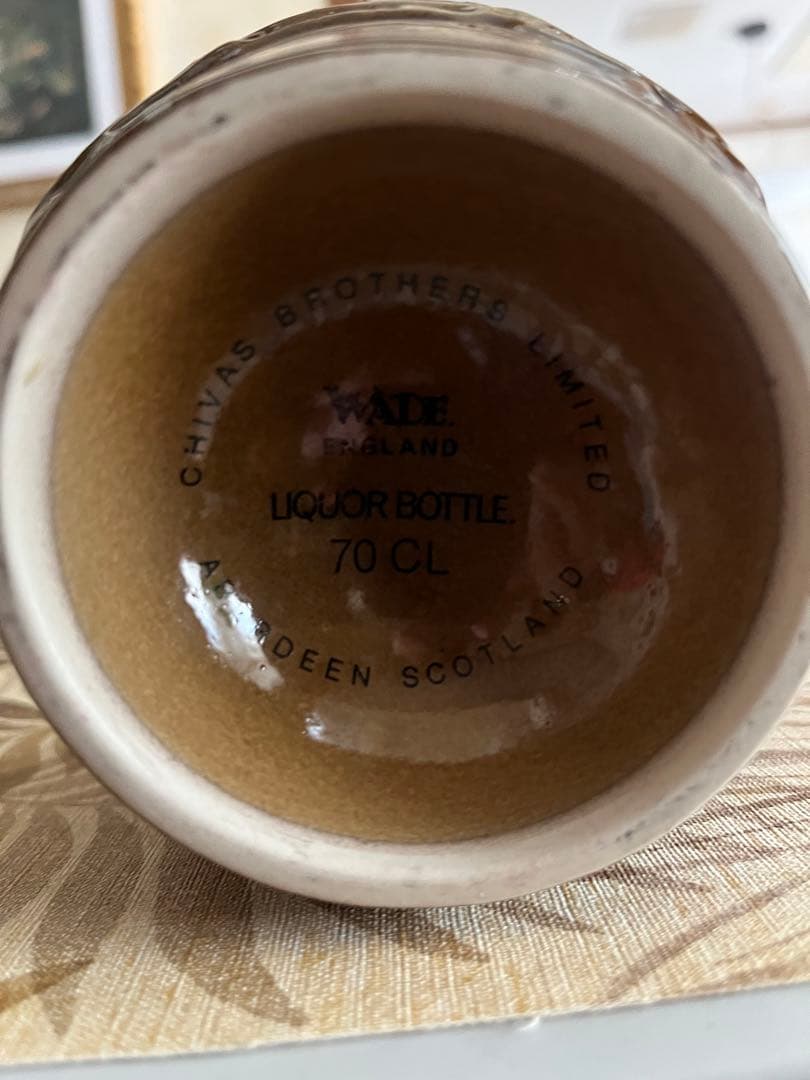 CHIVAS BROTHERS LIMITED
WADE.
ENGLAND
LIQUOR BOTTLE.
70 CL
ABERDEEN SCOTLAND